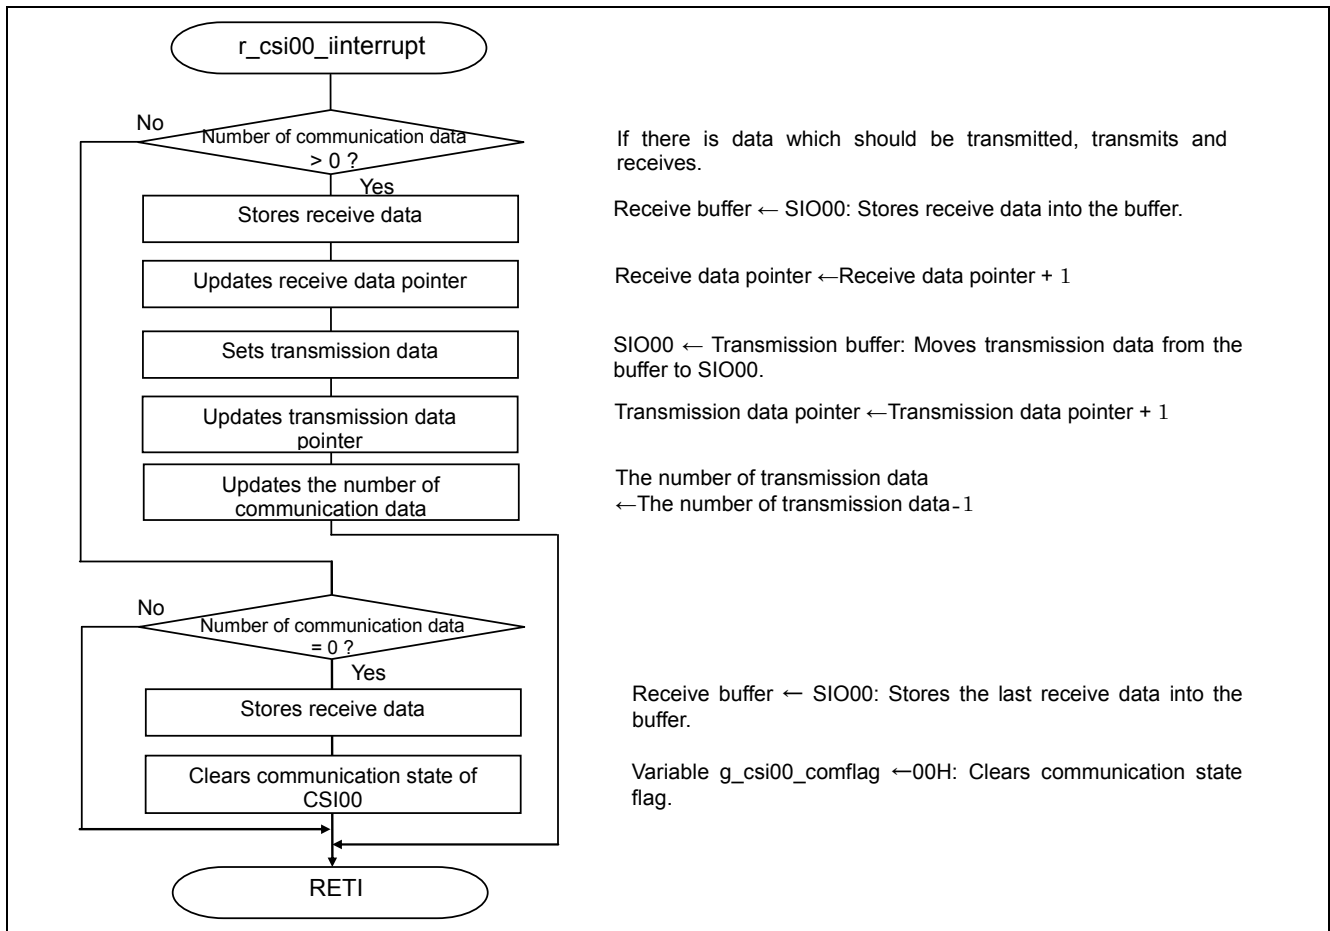 r_csi00_iinterrupt
No
Number of communication data
> 0 ?
Yes
If there is data which should be transmitted, transmits and
receives.
Stores receive data
Receive buffer ← SIO00: Stores receive data into the buffer.
Updates receive data pointer
Receive data pointer ←Receive data pointer + 1
Sets transmission data
SIO00 ← Transmission buffer: Moves transmission data from the
buffer to SIO00.
Updates transmission data
pointer
Transmission data pointer ←Transmission data pointer + 1
Updates the number of
communication data
The number of transmission data
←The number of transmission data-1
No
Number of communication data
= 0 ?
Yes
Stores receive data
Receive buffer ← SIO00: Stores the last receive data into the
buffer.
Clears communication state of
CSI00
Variable g_csi00_comflag ←00H: Clears communication state
flag.
RETI